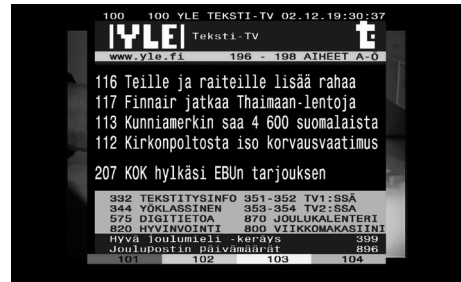 100 100 YLE TEKSTI-TV 02.12.19:30:37
YLE Teksti-TV t:
www.yle.fi 196 - 198 AIHEET A-Ö
116 Teille ja raiteille lisää rahaa
117 Finnair jatkaa Thaimaan-lentoja
113 Kunniamerkin saa 4 600 suomalaista
112 Kirkonpoltosta iso korvausvaatimus
207 KOK hylkäsi EBUn tarjouksen
332 TEKSTITYSINFO 351-352 TV1:SSÄ
344 YÖKLASSINEN 353-354 TV2:SSA
575 DIGITIETOA 870 JOULUKALENTERI
820 HYVINVOINTI 800 VIIKKOMAKASIINI
Hyvä joulumieli -keräys 399
Joulupostin päivämäärät 896
101 102 103 104